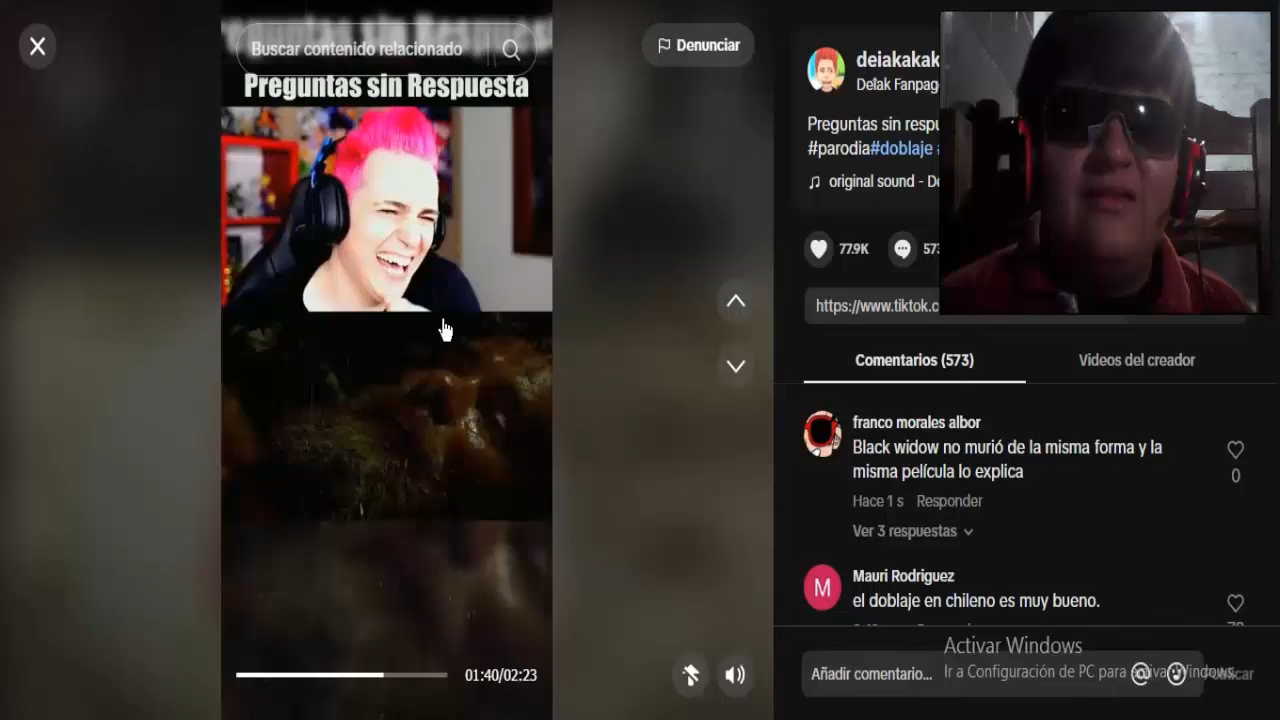 Buscar contenido relacionado
Preguntas sin Respuesta
Denunciar
01:40/02:23
deiakakak
Deiak Fanpag
Preguntas sin respu
#parodia#doblaje
original sound - De
77.9K
573
https://www.tiktok.c
Comentarios (573)
Videos del creador
franco morales albor
Black widow no murió de la misma forma y la
misma película lo explica
0
Hace 1 s Responder
Ver 3 respuestas
M
Mauri Rodriguez
el doblaje en chileno es muy bueno.
Añadir comentario...
Activar Windows
Ir a Configuración de PC para activar Windows.